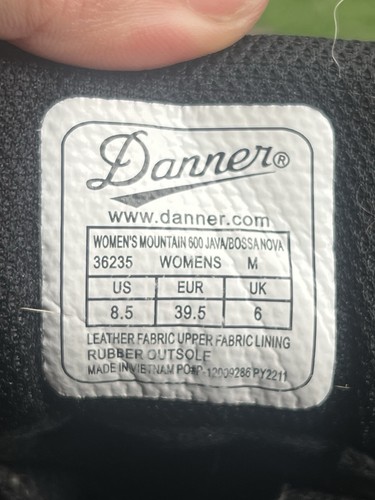 Danner®
www.danner.com
WOMEN'S MOUNTAIN 600 JAVA/BOSSA NOVA
36235 WOMENS M
US EUR UK
8.5 39.5 6
LEATHER FABRIC UPPER FABRIC LINING
RUBBER OUTSOLE
MADE IN VIETNAM PO#P-12009286 PY2211